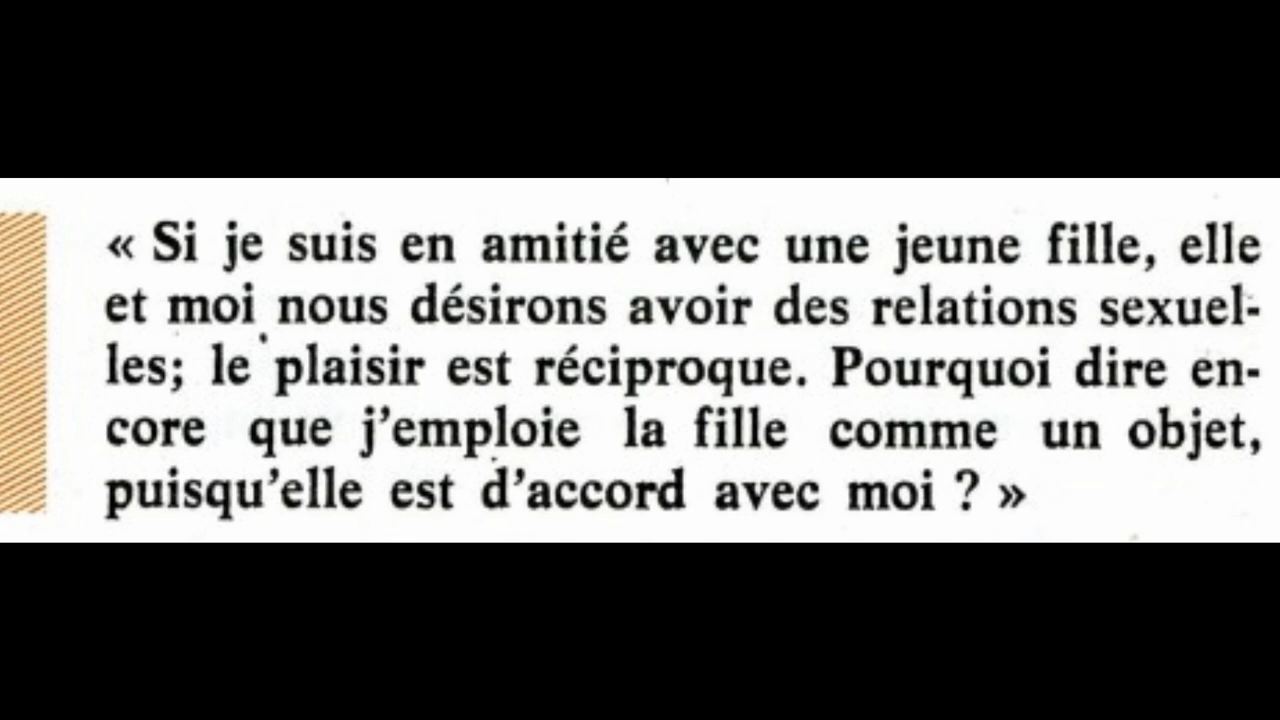 « Si je suis en amitié avec une jeune fille, elle
et moi nous désirons avoir des relations sexuel-
les; le plaisir est réciproque. Pourquoi dire en-
core que j'emploie la fille comme un objet,
puisqu'elle est d'accord avec moi ? »